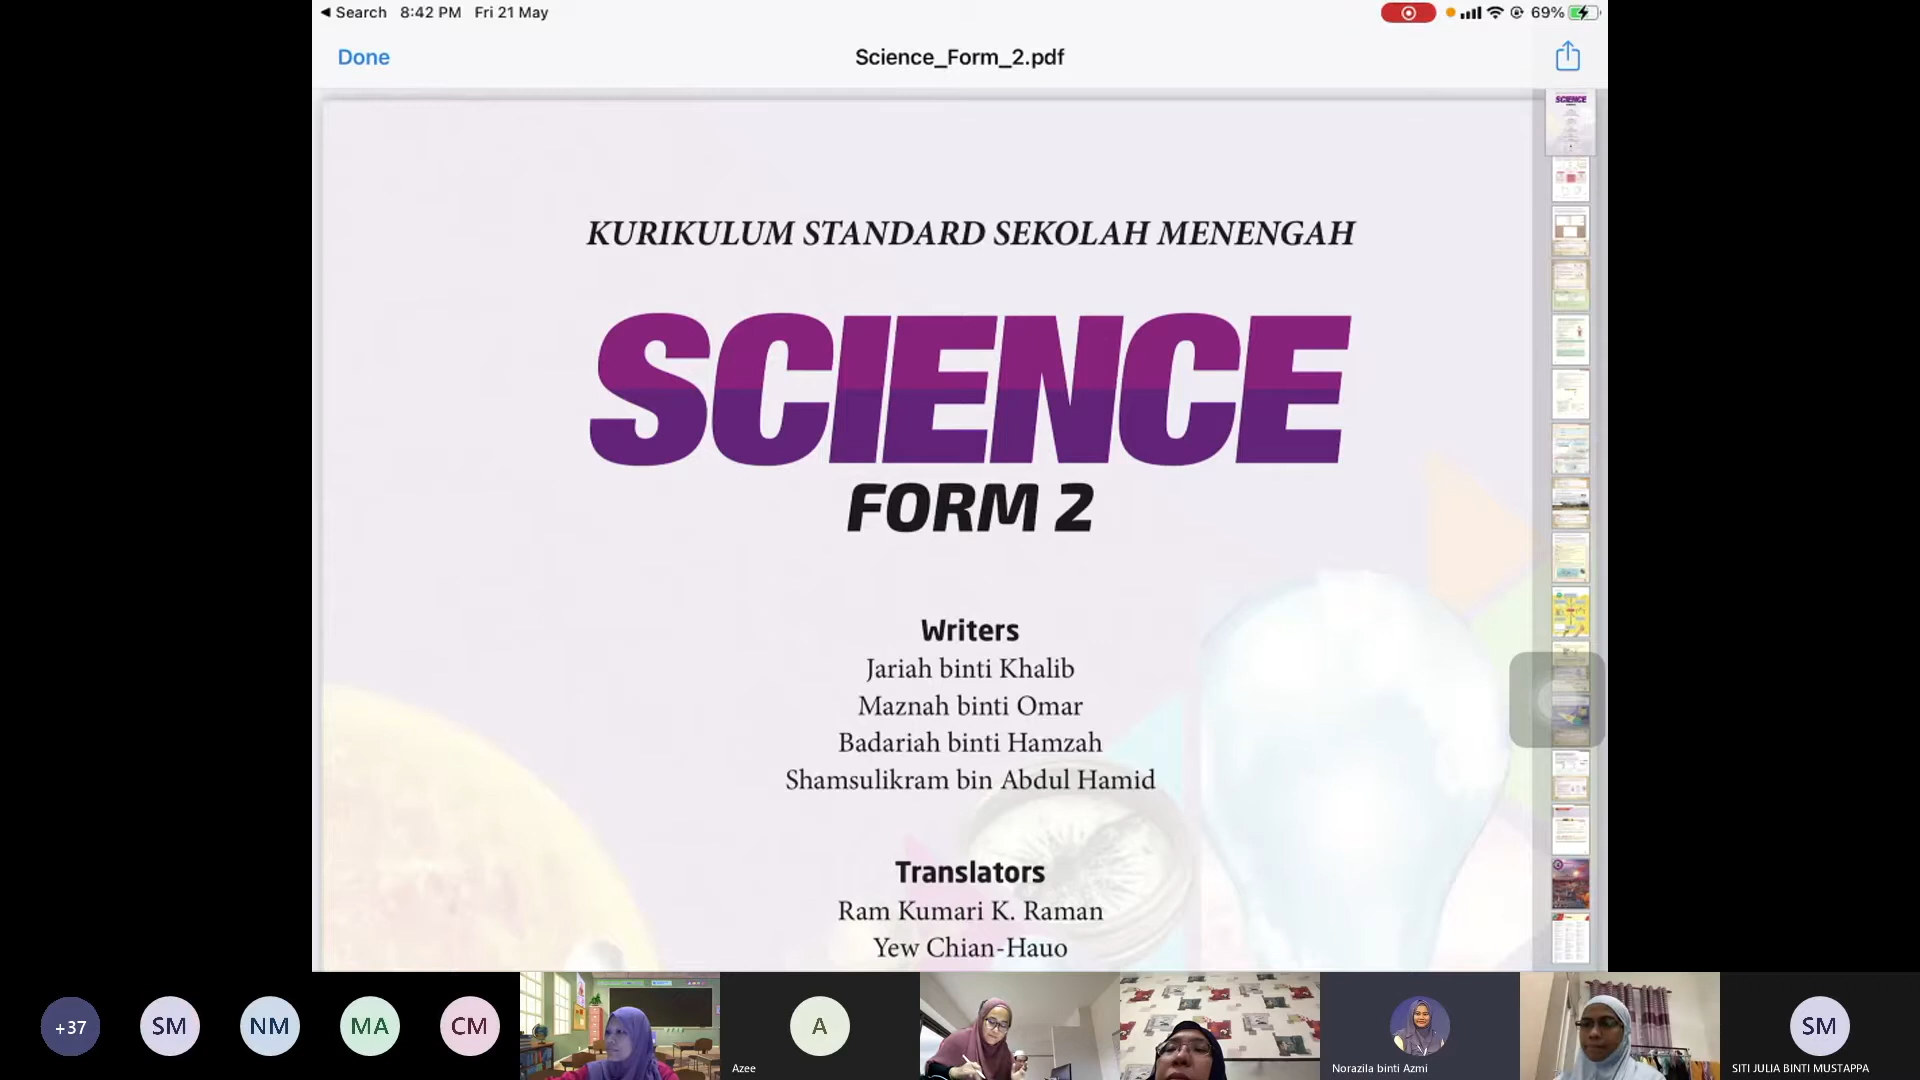 Search 8:42 PM Fri 21 May
69%
Done
Science_Form_2.pdf
SCIENCE
KURIKULUM STANDARD SEKOLAH MENENGAH
SCIENCE
FORM 2
Writers
Jariah binti Khalib
Maznah binti Omar
Badariah binti Hamzah
Shamsulikram bin Abdul Hamid
Translators
Ram Kumari K. Raman
Yew Chian-Hauo
+37
SM
NM
MA
CM
A
Azee
Norazila binti Azmi
SM
SITI JULIA BINTI MUSTAPPA